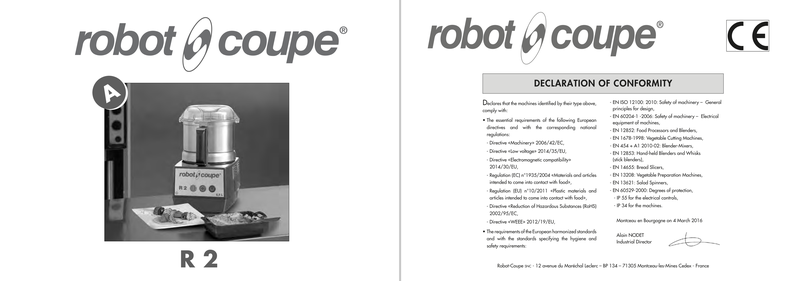 robot coupe®
A
robot coupe
R 2
R 2
robot coupe®
CE
DECLARATION OF CONFORMITY
Declares that the machines identified by their type above,
comply with:
• The essential requirements of the following European
directives and with the corresponding national
regulations:
- Directive «Machinery» 2006/42/EC,
- Directive «Low voltage» 2014/35/EU,
- Directive «Electromagnetic compatibility»
2014/30/EU,
- Regulation (EC) n°1935/2004 «Materials and articles
intended to come into contact with food»,
- Regulation (EU) n°10/2011 «Plastic materials and
articles intended to come into contact with food»,
- Directive «Reduction of Hazardous Substances (RoHS)
2002/95/EC,
- Directive «WEEE» 2012/19/EU,
• The requirements of the European harmonized standards
and with the standards specifying the hygiene and
safety requirements:
- EN ISO 12100: 2010: Safety of machinery – General
principles for design,
- EN 60204-1 -2006: Safety of machinery – Electrical
equipment of machines,
- EN 12852: Food Processors and Blenders,
- EN 1678-1998: Vegetable Cutting Machines,
- EN 454 + A1 2010-02: Blender-Mixers,
- EN 12853: Hand-held Blenders and Whisks
(stick blenders),
- EN 14655: Bread Slicers,
- EN 13208: Vegetable Preparation Machines,
- EN 13621: Salad Spinners,
- EN 60529-2000: Degrees of protection,
- IP 55 for the electrical controls,
- IP 34 for the machines.
Montceau en Bourgogne on 4 March 2016
Alain NODET
Industrial Director
Robot-Coupe SNC - 12 avenue du Maréchal Leclerc – BP 134 – 71305 Montceau-les-Mines Cedex - France